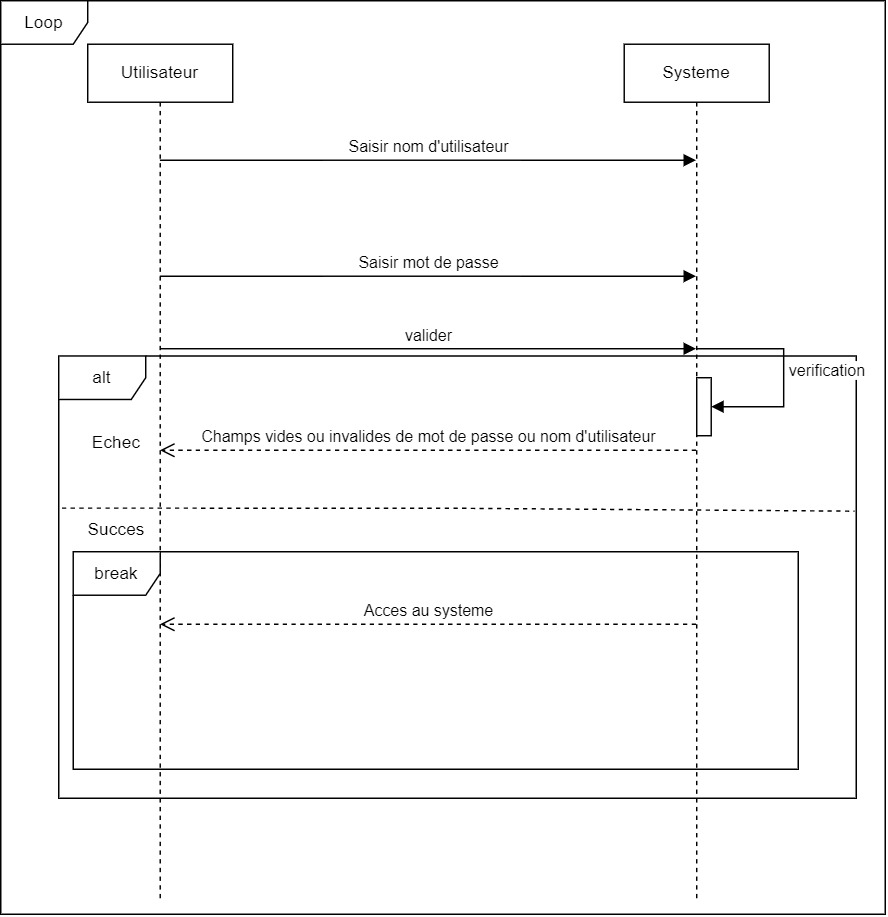 Loop
Utilisateur
Systeme
Saisir nom d'utilisateur
Saisir mot de passe
valider
alt
verification
Echec
Champs vides ou invalides de mot de passe ou nom d'utilisateur
Succes
break
Acces au systeme